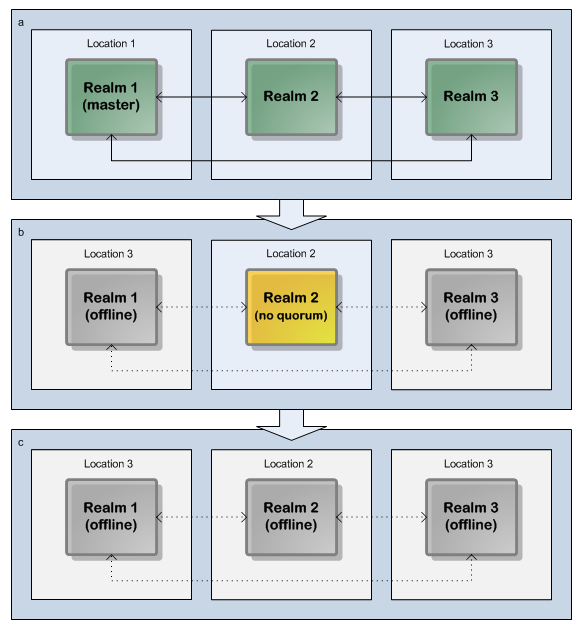 a
Location 1
Location 2
Location 3
Realm 1
(master)
Realm 2
Realm 3
b
Location 3
Location 2
Location 3
Realm 1
(offline)
Realm 2
(no quorum)
Realm 3
(offline)
c
Location 3
Location 2
Location 3
Realm 1
(offline)
Realm 2
(offline)
Realm 3
(offline)